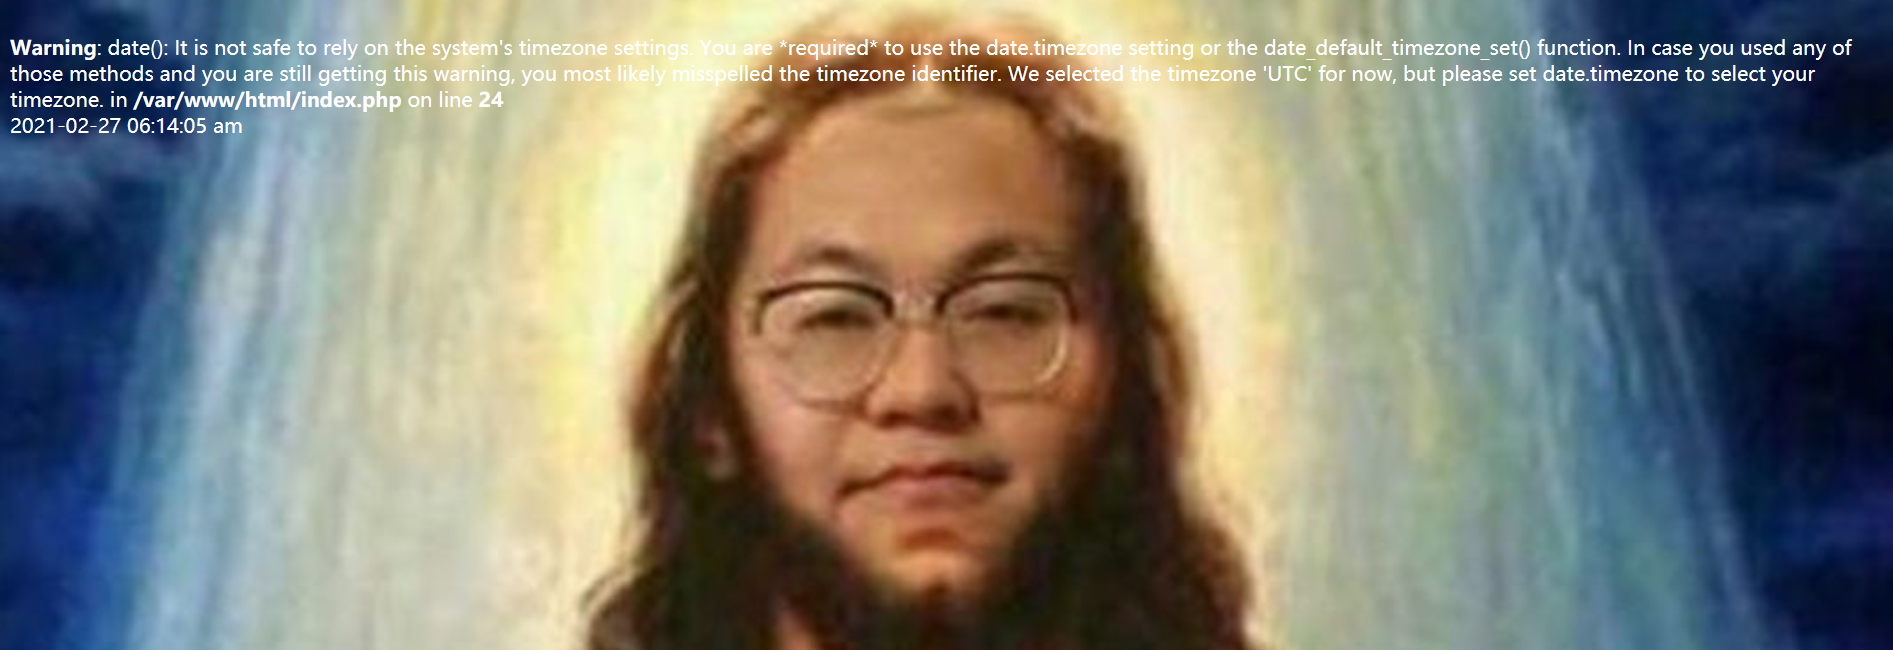 Warning: date(): It is not safe to rely on the system's timezone settings. You are *required* to use the date.timezone setting or the date_default_timezone_set() function. In case you used any of
those methods and you are still getting this warning, you most likely misspelled the timezone identifier. We selected the timezone 'UTC' for now, but please set date.timezone to select your
timezone. in /var/www/html/index.php on line 24
2021-02-27 06:14:05 am